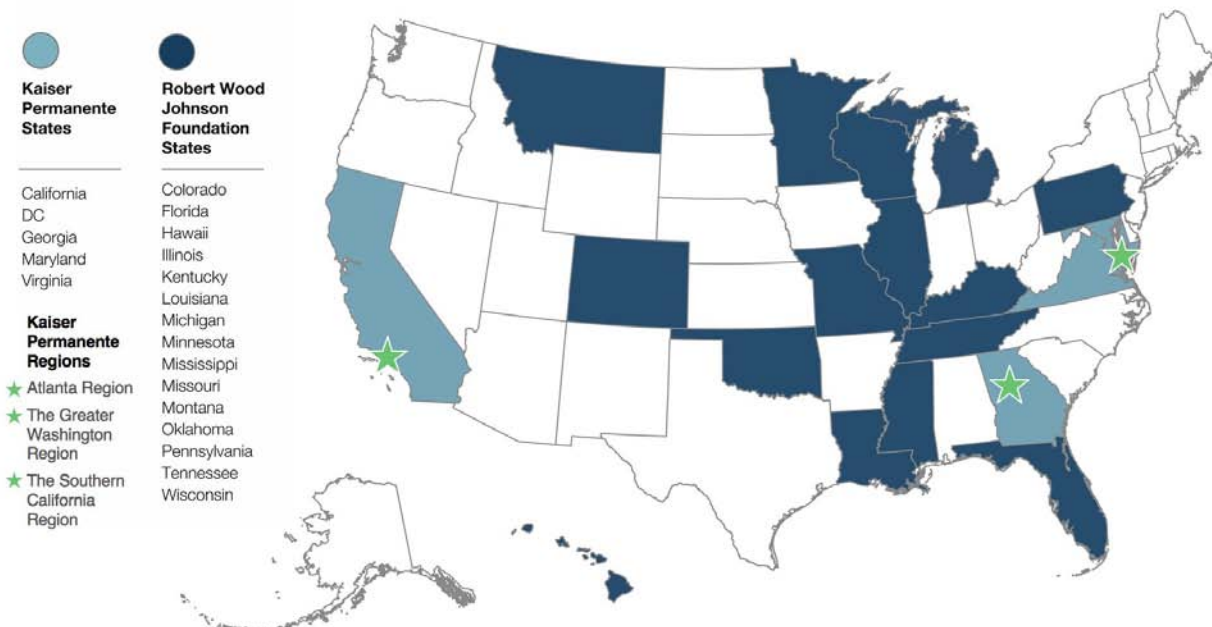 Kaiser
Permanente
States
California
DC
Georgia
Maryland
Virginia
Kaiser
Permanente
Regions
Atlanta Region
The Greater
Washington
Region
The Southern
California
Region
Robert Wood
Johnson
Foundation
States
Colorado
Florida
Hawaii
Illinois
Kentucky
Louisiana
Michigan
Minnesota
Mississippi
Missouri
Montana
Oklahoma
Pennsylvania
Tennessee
Wisconsin